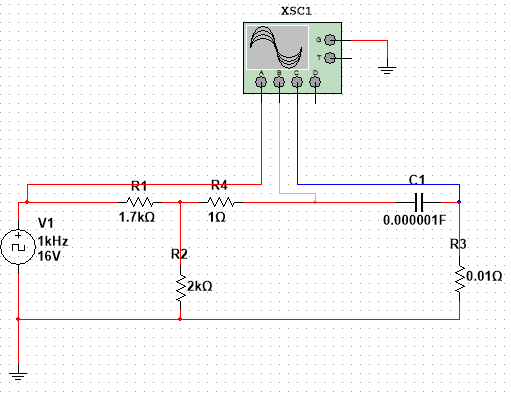 XSC1
G
T
A B C D
R1
1.7kΩ
R4
1Ω
C1
0.000001F
V1
1kHz
16V
R2
2kΩ
R3
0.01Ω